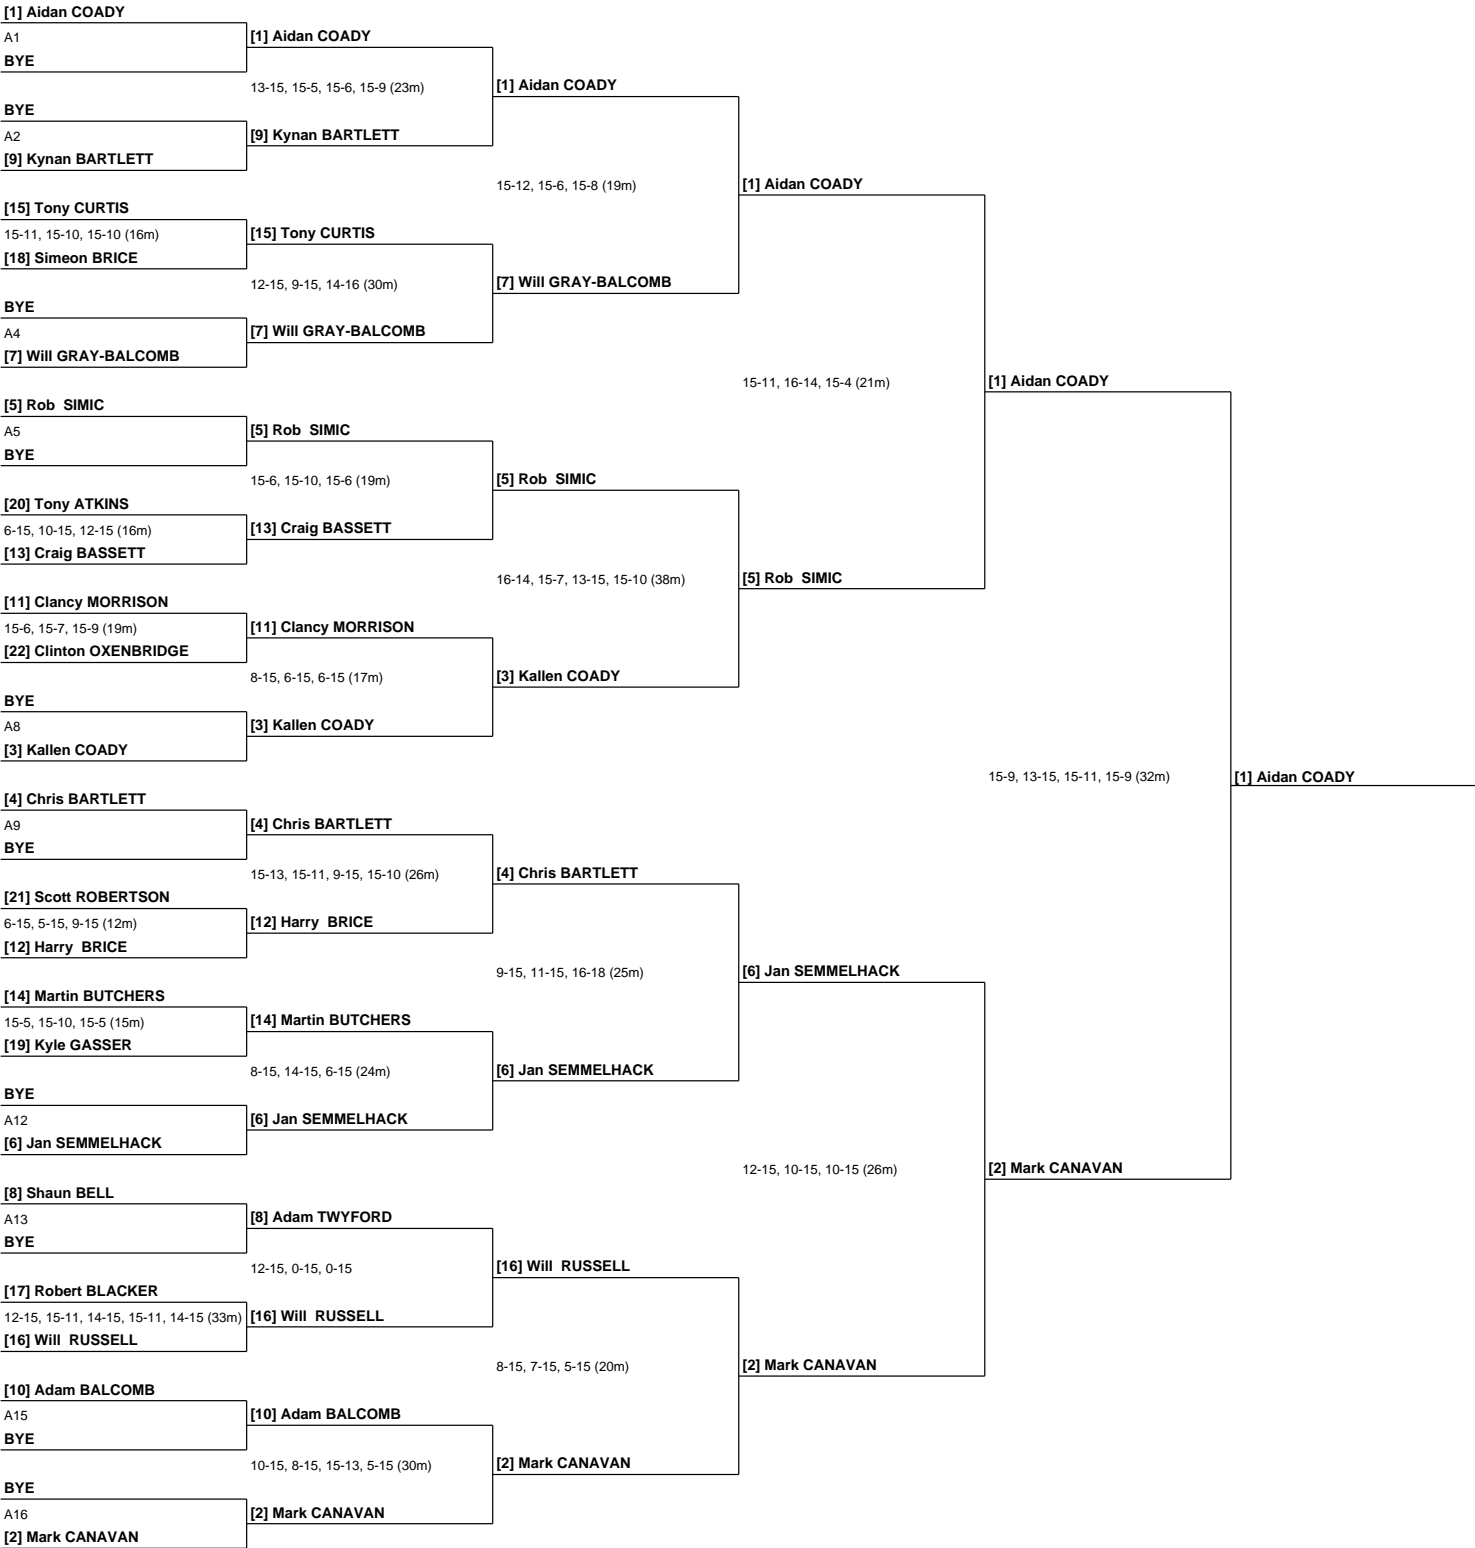 [1] Aidan COADY
A1
BYE
BYE
A2
[9] Kynan BARTLETT
[15] Tony CURTIS
15-11, 15-10, 15-10 (16m)
[18] Simeon BRICE
BYE
A4
[7] Will GRAY-BALCOMB
[5] Rob  SIMIC
A5
BYE
[20] Tony ATKINS
6-15, 10-15, 12-15 (16m)
[13] Craig BASSETT
[11] Clancy MORRISON
15-6, 15-7, 15-9 (19m)
[22] Clinton OXENBRIDGE
BYE
A8
[3] Kallen COADY
[4] Chris BARTLETT
A9
BYE
[21] Scott ROBERTSON
6-15, 5-15, 9-15 (12m)
[12] Harry  BRICE
[14] Martin BUTCHERS
15-5, 15-10, 15-5 (15m)
[19] Kyle GASSER
BYE
A12
[6] Jan SEMMELHACK
[8] Shaun BELL
A13
BYE
[17] Robert BLACKER
12-15, 15-11, 14-15, 15-11, 14-15 (33m)
[16] Will  RUSSELL
[10] Adam BALCOMB
A15
BYE
BYE
A16
[2] Mark CANAVAN
[1] Aidan COADY
13-15, 15-5, 15-6, 15-9 (23m)
[9] Kynan BARTLETT
[15] Tony CURTIS
12-15, 9-15, 14-16 (30m)
[7] Will GRAY-BALCOMB
[5] Rob  SIMIC
15-6, 15-10, 15-6 (19m)
[13] Craig BASSETT
[11] Clancy MORRISON
8-15, 6-15, 6-15 (17m)
[3] Kallen COADY
[4] Chris BARTLETT
15-13, 15-11, 9-15, 15-10 (26m)
[12] Harry  BRICE
[14] Martin BUTCHERS
8-15, 14-15, 6-15 (24m)
[6] Jan SEMMELHACK
[8] Adam TWYFORD
12-15, 0-15, 0-15
[16] Will  RUSSELL
[10] Adam BALCOMB
10-15, 8-15, 15-13, 5-15 (30m)
[2] Mark CANAVAN
[1] Aidan COADY
15-12, 15-6, 15-8 (19m)
[7] Will GRAY-BALCOMB
[5] Rob  SIMIC
16-14, 15-7, 13-15, 15-10 (38m)
[3] Kallen COADY
[4] Chris BARTLETT
9-15, 11-15, 16-18 (25m)
[6] Jan SEMMELHACK
[16] Will  RUSSELL
8-15, 7-15, 5-15 (20m)
[2] Mark CANAVAN
[1] Aidan COADY
15-11, 16-14, 15-4 (21m)
[5] Rob  SIMIC
[6] Jan SEMMELHACK
12-15, 10-15, 10-15 (26m)
[2] Mark CANAVAN
[1] Aidan COADY
15-9, 13-15, 15-11, 15-9 (32m)
[2] Mark CANAVAN
[1] Aidan COADY